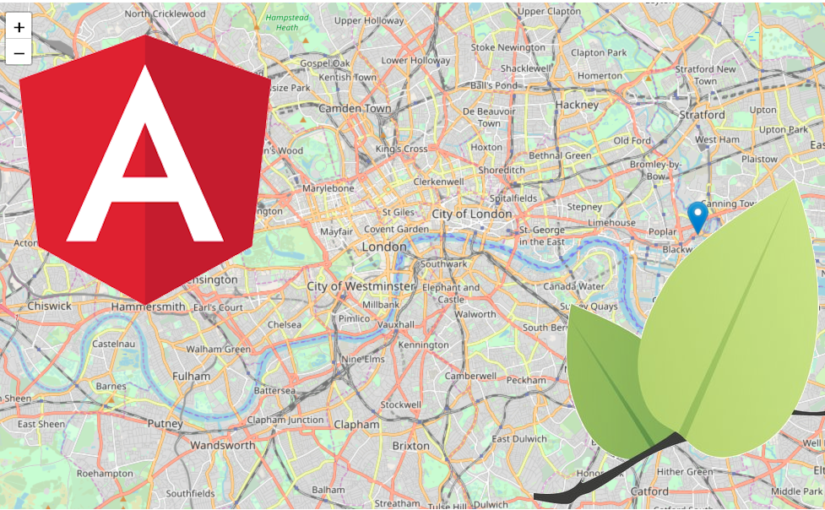 North Cricklewood
Hampstead
Heath
Upper Holloway
Upper Clapton
+
−
Stoke Newington
Clapton Park
Gospel Oak
Lower Holloway
Shacklewell
Homerton
Stratford New
Town
Kentish Town
Ball's Pond
Camden Town
De Beauvoir
Town
Hackney
Stratford
Upton
Upton Park
King's Cross
Hoxton
Old Ford
West Ham
Bethnal Green
Bromley-by-
Bow
Plaistow
Shoreditch
Marylebone
Clerkenwell
Spitalfields
St Giles
City of London
Stepney
Limehouse
Mayfair
Covent Garden
St. George
in the East
Poplar
London
Southwark
City of Westminster
Elephant and
Castle
Canada Water
Chiswick
Hammersmith
Earl's Court
Millbank
Pimlico
Walworth
Chelsea
Vauxhall
Castelnau
Walham Green
Kennington
Nine Elms
Fulham
Camberwell
Peckham
Barnes
Battersea
Stockwell
East Sheen
Putney
Clapham Junction
Clapham
Wandsworth
Brixton
East Dulwich
Roehampton
Hither Green
Southfields
Balham
Catford
Middle Park
Streatham
Tulse Hill
Dulwich
A